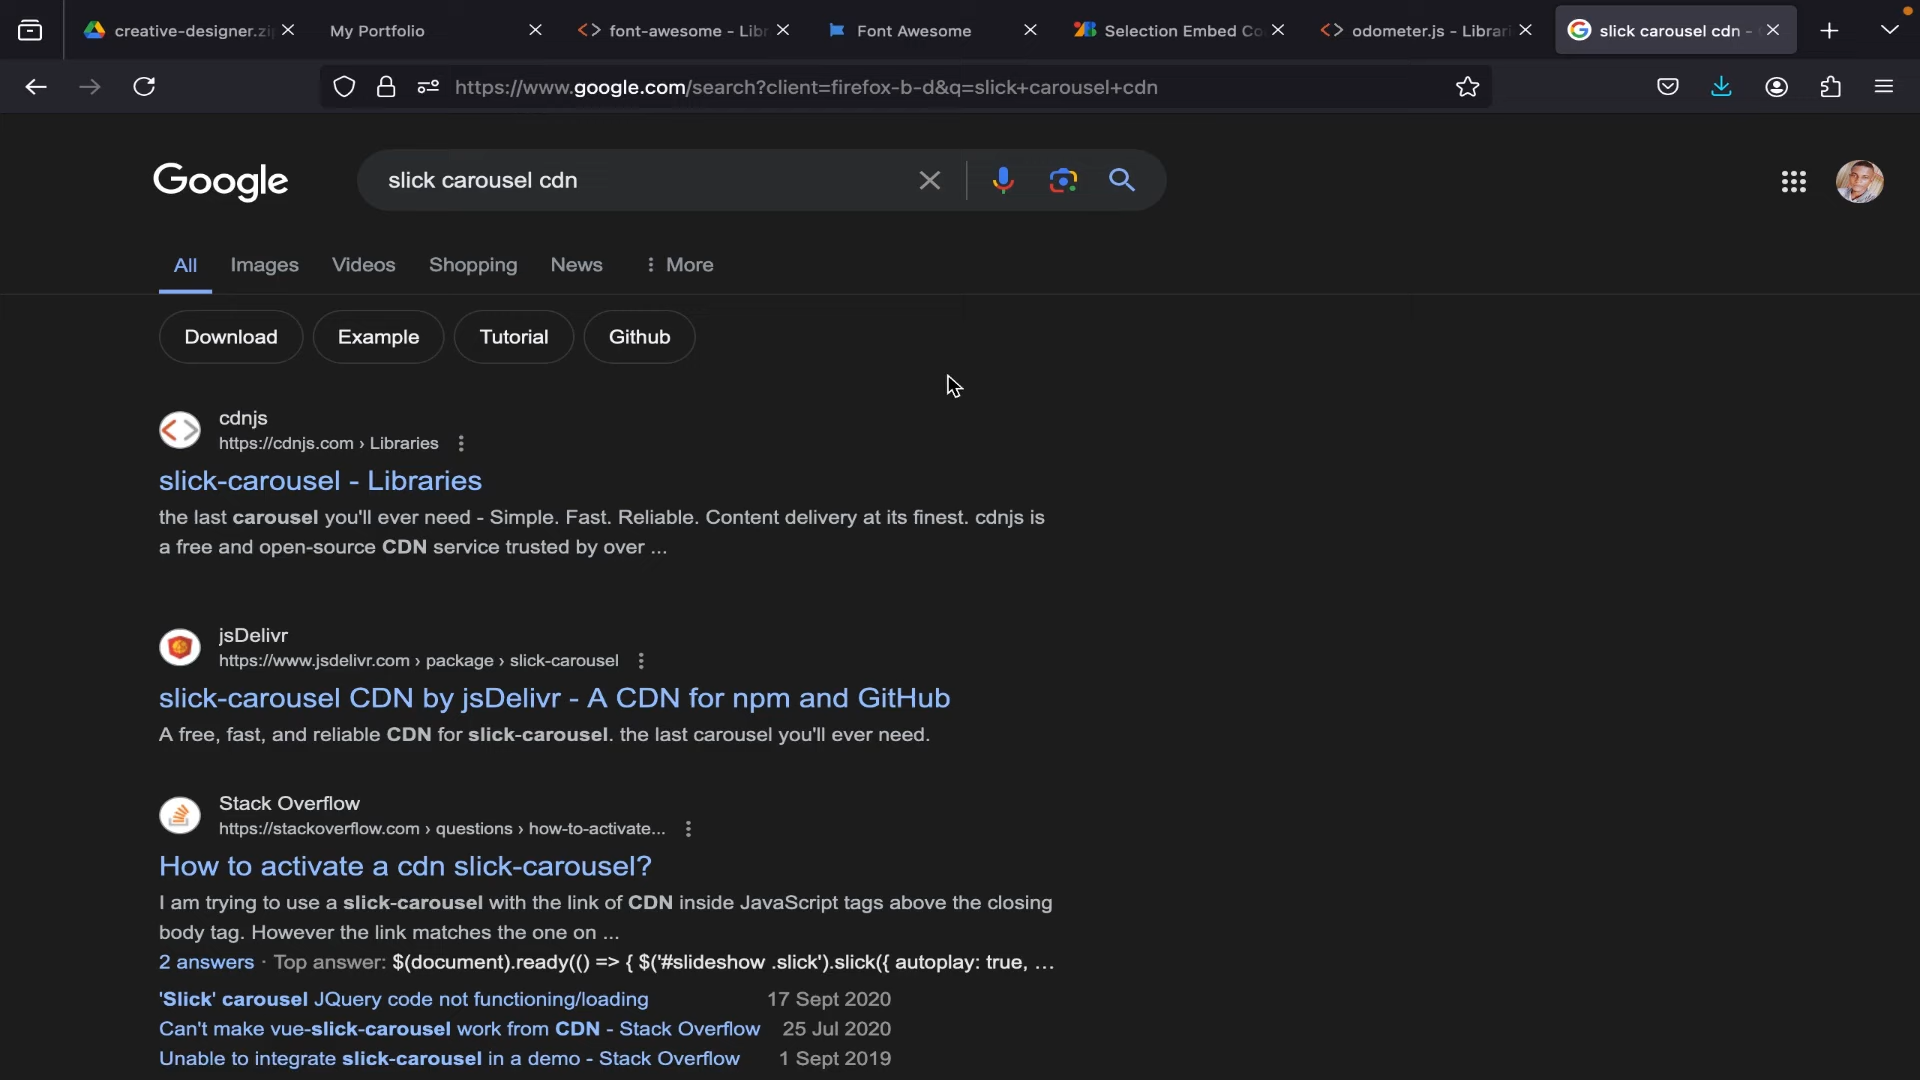 creative-designer.zi
My Portfolio
font-awesome - Libr
Font Awesome
Selection Embed Co
odometer.js - Librari
slick carousel cdn -
https://www.google.com/search?client=firefox-b-d&q=slick+carousel+cdn
Google
slick carousel cdn
All
Images
Videos
Shopping
News
More
Download
Example
Tutorial
Github
cdnjs
https://cdnjs.com › Libraries
slick-carousel - Libraries
the last carousel you'll ever need - Simple. Fast. Reliable. Content delivery at its finest. cdnjs is
a free and open-source CDN service trusted by over ...
jsDelivr
https://www.jsdelivr.com › package › slick-carousel
slick-carousel CDN by jsDelivr - A CDN for npm and GitHub
A free, fast, and reliable CDN for slick-carousel. the last carousel you'll ever need.
Stack Overflow
https://stackoverflow.com › questions › how-to-activate...
How to activate a cdn slick-carousel?
I am trying to use a slick-carousel with the link of CDN inside JavaScript tags above the closing
body tag. However the link matches the one on ...
2 answers · Top answer: $(document).ready(() => { $('#slideshow .slick').slick({ autoplay: true, ...
'Slick' carousel JQuery code not functioning/loading 17 Sept 2020
Can't make vue-slick-carousel work from CDN - Stack Overflow 25 Jul 2020
Unable to integrate slick-carousel in a demo - Stack Overflow 1 Sept 2019